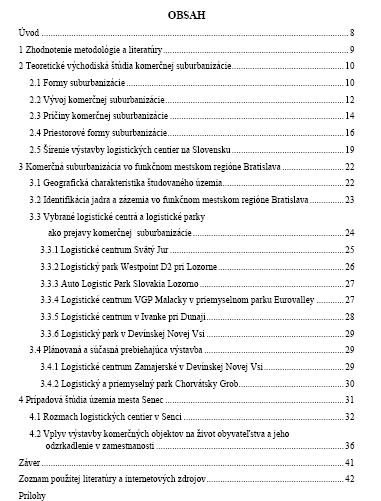 OBSAH
Úvod ........ 8
1 Zhodnotenie metodológie a literatúry ........ 9
2 Teoretické východiská štúdia komerčnej suburbanizácie ........ 10
2.1 Formy suburbanizácie ........ 10
2.2 Vývoj komerčnej suburbanizácie ........ 12
2.3 Príčiny komerčnej suburbanizácie ........ 14
2.4 Priestorové formy suburbanizácie ........ 16
2.5 Šírenie výstavby logistických centier na Slovensku ........ 19
3 Komerčná suburbanizácia vo funkčnom mestskom regióne Bratislava ........ 22
3.1 Geografická charakteristika študovaného územia ........ 22
3.2 Identifikácia jadra a zázemia vo funkčnom mestskom regióne Bratislava ........ 23
3.3 Vybrané logistické centrá a logistické parky
ako prejavy komerčnej suburbanizácie ........ 24
3.3.1 Logistické centrum Svätý Jur ........ 25
3.3.2 Logistický park Westpoint D2 pri Lozorne ........ 26
3.3.3 Auto Logistic Park Slovakia Lozorno ........ 27
3.3.4 Logistické centrum VGP Malacky v priemyselnom parku Eurovalley ........ 27
3.3.5 Logistické centrum v Ivanke pri Dunaji ........ 28
3.3.6 Logistický park v Devínskej Novej Vsi ........ 29
3.4 Plánovaná a súčasná prebiehajúca výstavba ........ 29
3.4.1 Logistické centrum Zamajerské v Devínskej Novej Vsi ........ 29
3.4.2 Logistický a priemyselný park Chorvátsky Grob ........ 30
4 Prípadová štúdia územia mesta Senec ........ 31
4.1 Rozmach logistických centier v Senci ........ 32
4.2 Vplyv výstavby komerčných objektov na život obyvateľstva a jeho
odzrkadlenie v zamestnanosti ........ 36
Záver ........ 41
Zoznam použitej literatúry a internetových zdrojov ........ 42
Prílohy